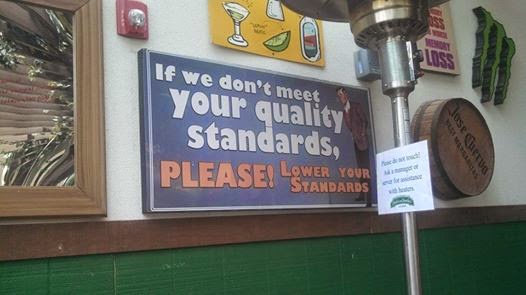 If we don't meet
your quality
standards,
PLEASE! LOWER YOUR
STANDARDS
Please do not touch!
Ask a manager or
server for assistance
with heaters.
MEMORY
LOSS
Jose Cuervo